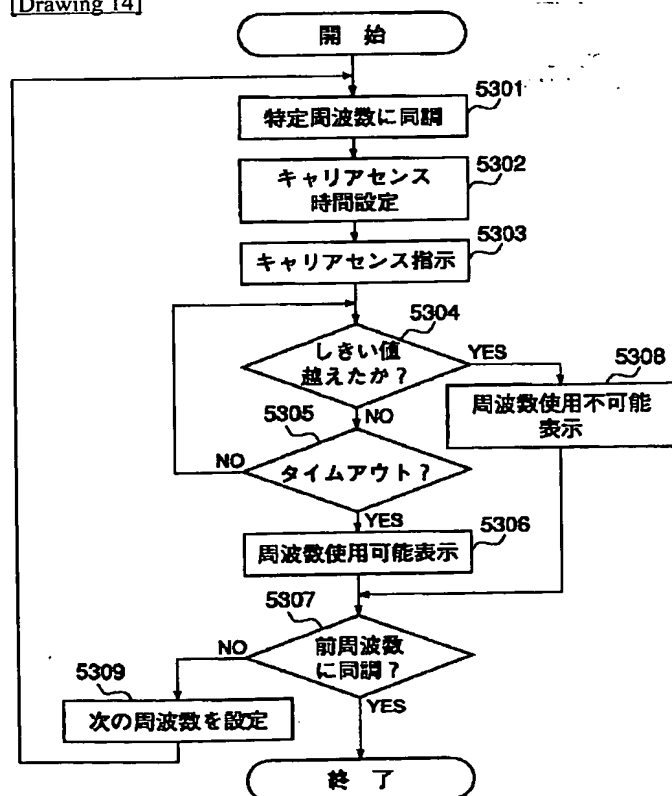 [Drawing 14]
開 始
5301
特定周波数に同調
5302
キャリアセンス
時間設定
5303
キャリアセンス指示
5304
しきい値
越えたか？
YES
5308
周波数使用不可能
表示
NO
5305
タイムアウト？
NO
YES
5306
周波数使用可能表示
5307
前周波数
に同調？
NO
5309
次の周波数を設定
YES
終 了